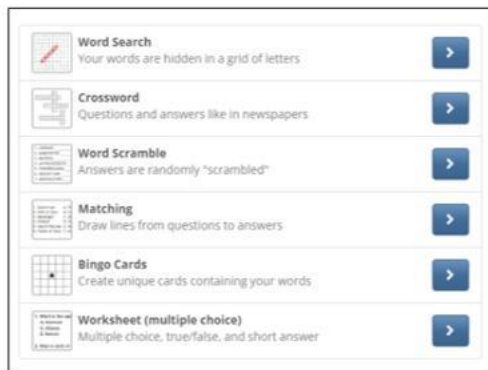 Word Search
Your words are hidden in a grid of letters
Crossword
Questions and answers like in newspapers
Word Scramble
Answers are randomly "scrambled"
Matching
Draw lines from questions to answers
Bingo Cards
Create unique cards containing your words
Worksheet (multiple choice)
Multiple choice, true/false, and short answer